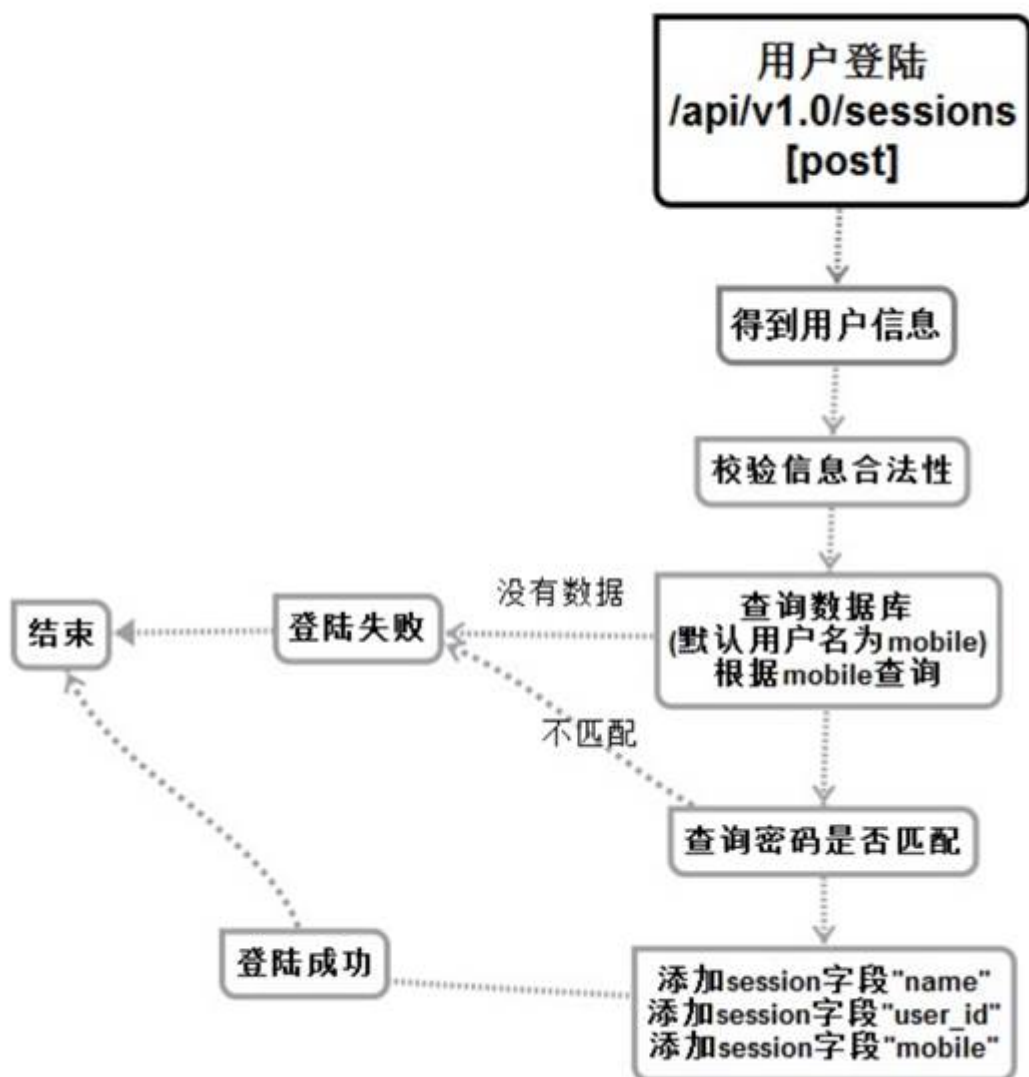 用户登陆
/api/v1.0/sessions
[post]
得到用户信息
校验信息合法性
没有数据
查询数据库
(默认用户名为mobile)
根据mobile查询
登陆失败
结束
不匹配
查询密码是否匹配
登陆成功
添加session字段"name"
添加session字段"user_id"
添加session字段"mobile"